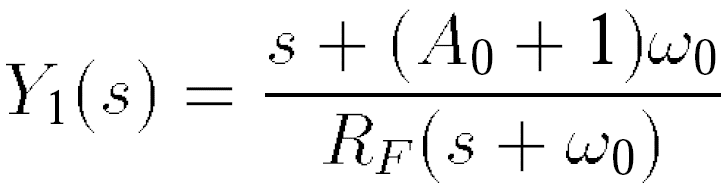 Y_1(s) = \frac{s + (A_0 + 1)\omega_0}{R_F(s + \omega_0)}